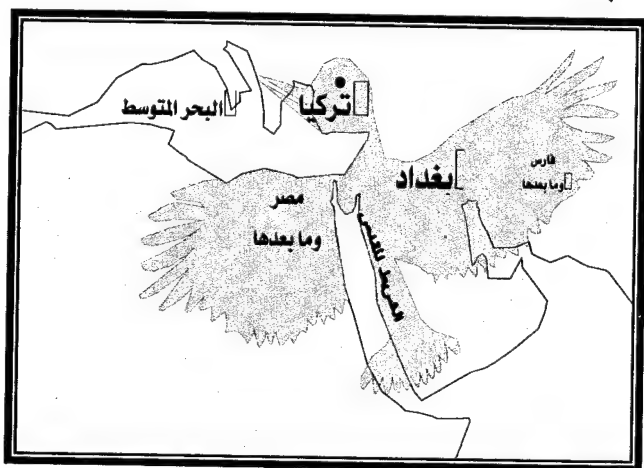 تركيا
البحر المتوسط
فارس
وما بعدها
بغداد
مصر
وما بعدها